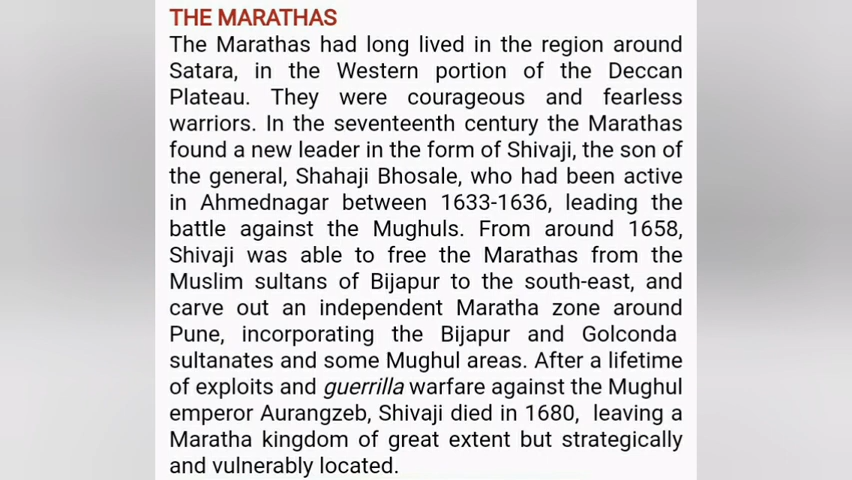 THE MARATHAS
The Marathas had long lived in the region around
Satara, in the Western portion of the Deccan
Plateau. They were courageous and fearless
warriors. In the seventeenth century the Marathas
found a new leader in the form of Shivaji, the son of
the general, Shahaji Bhosale, who had been active
in Ahmednagar between 1633-1636, leading the
battle against the Mughuls. From around 1658,
Shivaji was able to free the Marathas from the
Muslim sultans of Bijapur to the south-east, and
carve out an independent Maratha zone around
Pune, incorporating the Bijapur and Golconda
sultanates and some Mughul areas. After a lifetime
of exploits and guerrilla warfare against the Mughul
emperor Aurangzeb, Shivaji died in 1680, leaving a
Maratha kingdom of great extent but strategically
and vulnerably located.